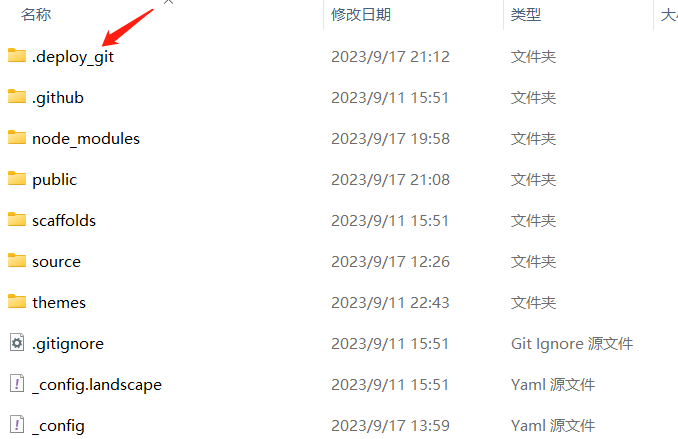 名称 修改日期 类型 大小
.deploy_git 2023/9/17 21:12 文件夹
.github 2023/9/11 15:51 文件夹
node_modules 2023/9/17 19:58 文件夹
public 2023/9/17 21:08 文件夹
scaffolds 2023/9/11 15:51 文件夹
source 2023/9/17 12:26 文件夹
themes 2023/9/11 22:43 文件夹
.gitignore 2023/9/11 15:51 Git Ignore 源文件
_config.landscape 2023/9/11 15:51 Yaml 源文件
_config 2023/9/17 13:59 Yaml 源文件